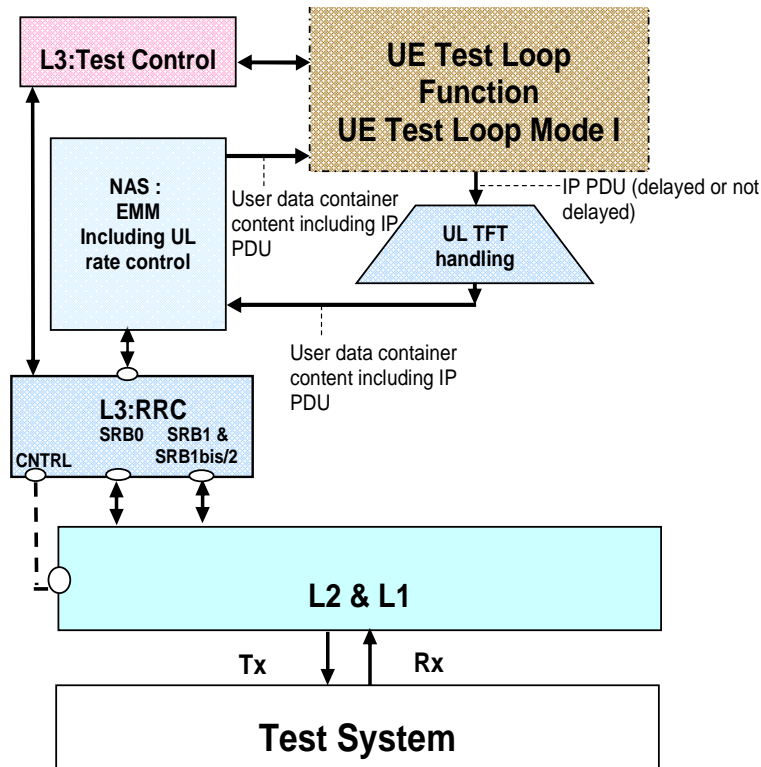 L3:Test Control
UE Test Loop
Function
UE Test Loop Mode I
NAS :
EMM
Including UL
rate control
User data container
content including IP
PDU
IP PDU (delayed or not
delayed)
UL TFT
handling
User data container
content including IP
PDU
L3:RRC
SRB0
SRB1 &
SRB1bis/2
CNTRL
L2 & L1
Tx
Rx
Test System